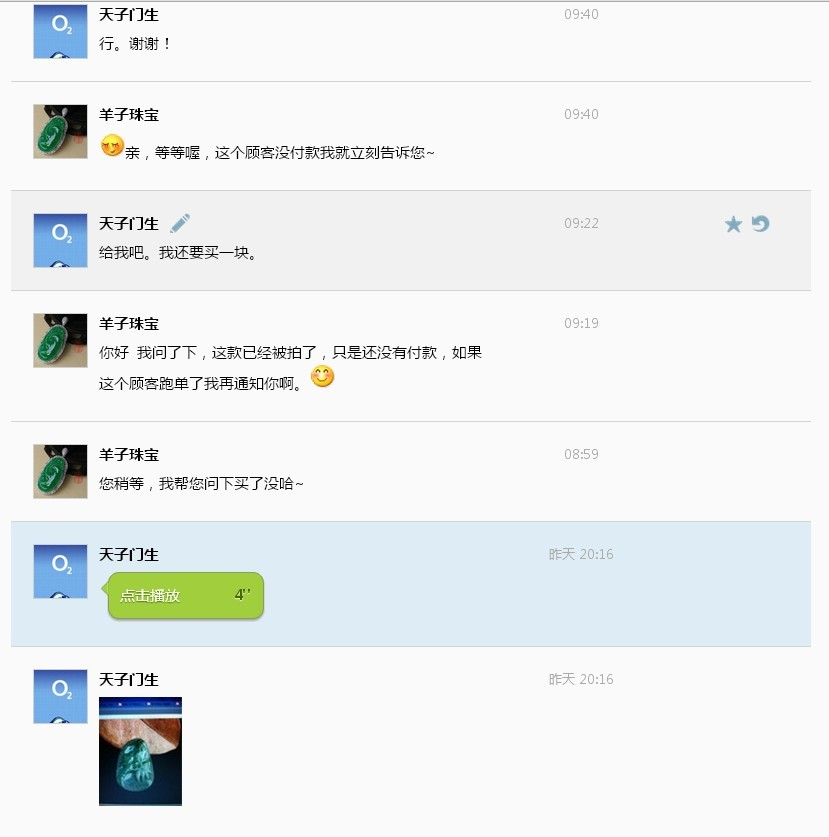 天子门生 09:40
O₂
行。谢谢！
羊子珠宝 09:40
亲，等等喔，这个顾客没付款我就立刻告诉您~
天子门生 09:22
O₂
给我吧。我还要买一块。
羊子珠宝 09:19
你好 我问了下，这款已经被拍了，只是还没有付款，如果
这个顾客跑单了我再通知你啊。
羊子珠宝 08:59
您稍等，我帮您问下买了没哈~
天子门生 昨天 20:16
O₂
点击播放 4''
天子门生 昨天 20:16
O₂